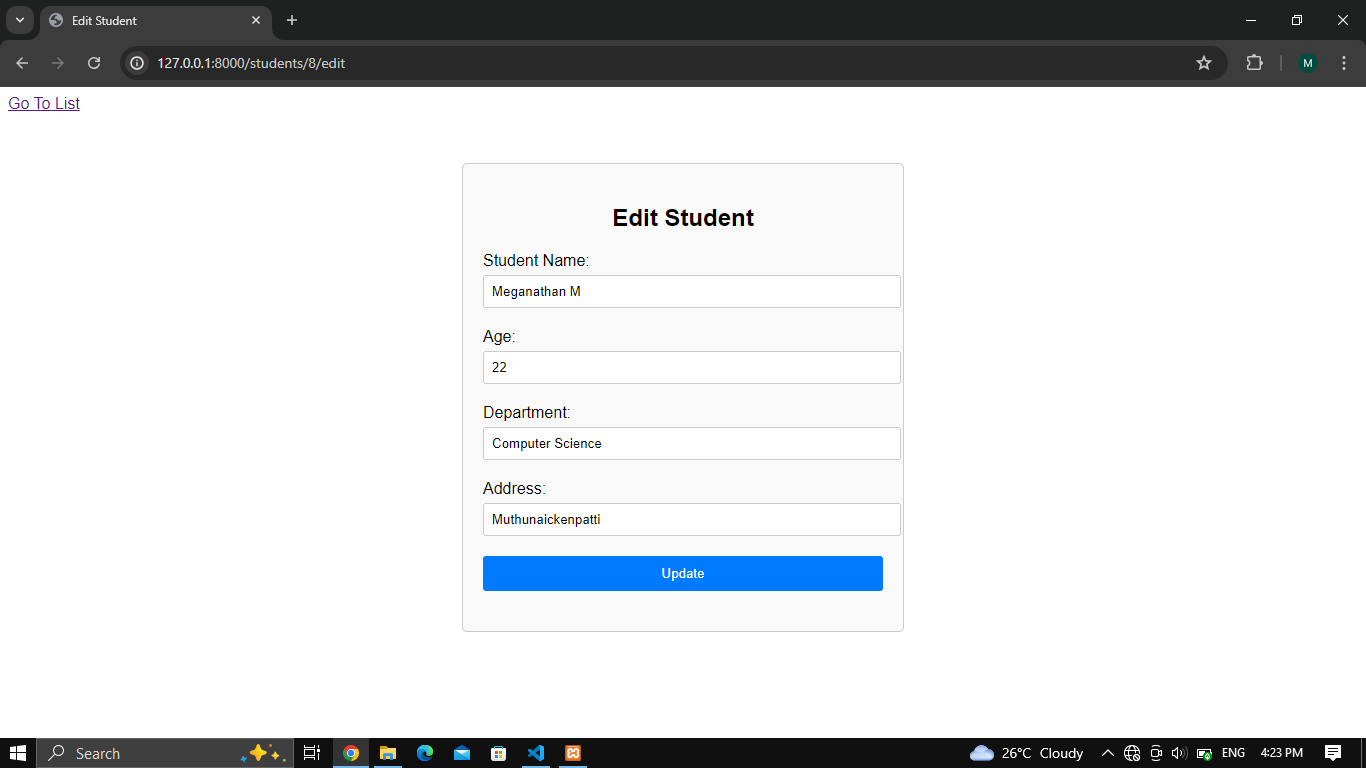 Edit Student
127.0.0.1:8000/students/8/edit
M
Go To List
Edit Student
Student Name:
Meganathan M
Age:
22
Department:
Computer Science
Address:
Muthunaickenpatti
Update
Search
26°C Cloudy
ENG
4:23 PM